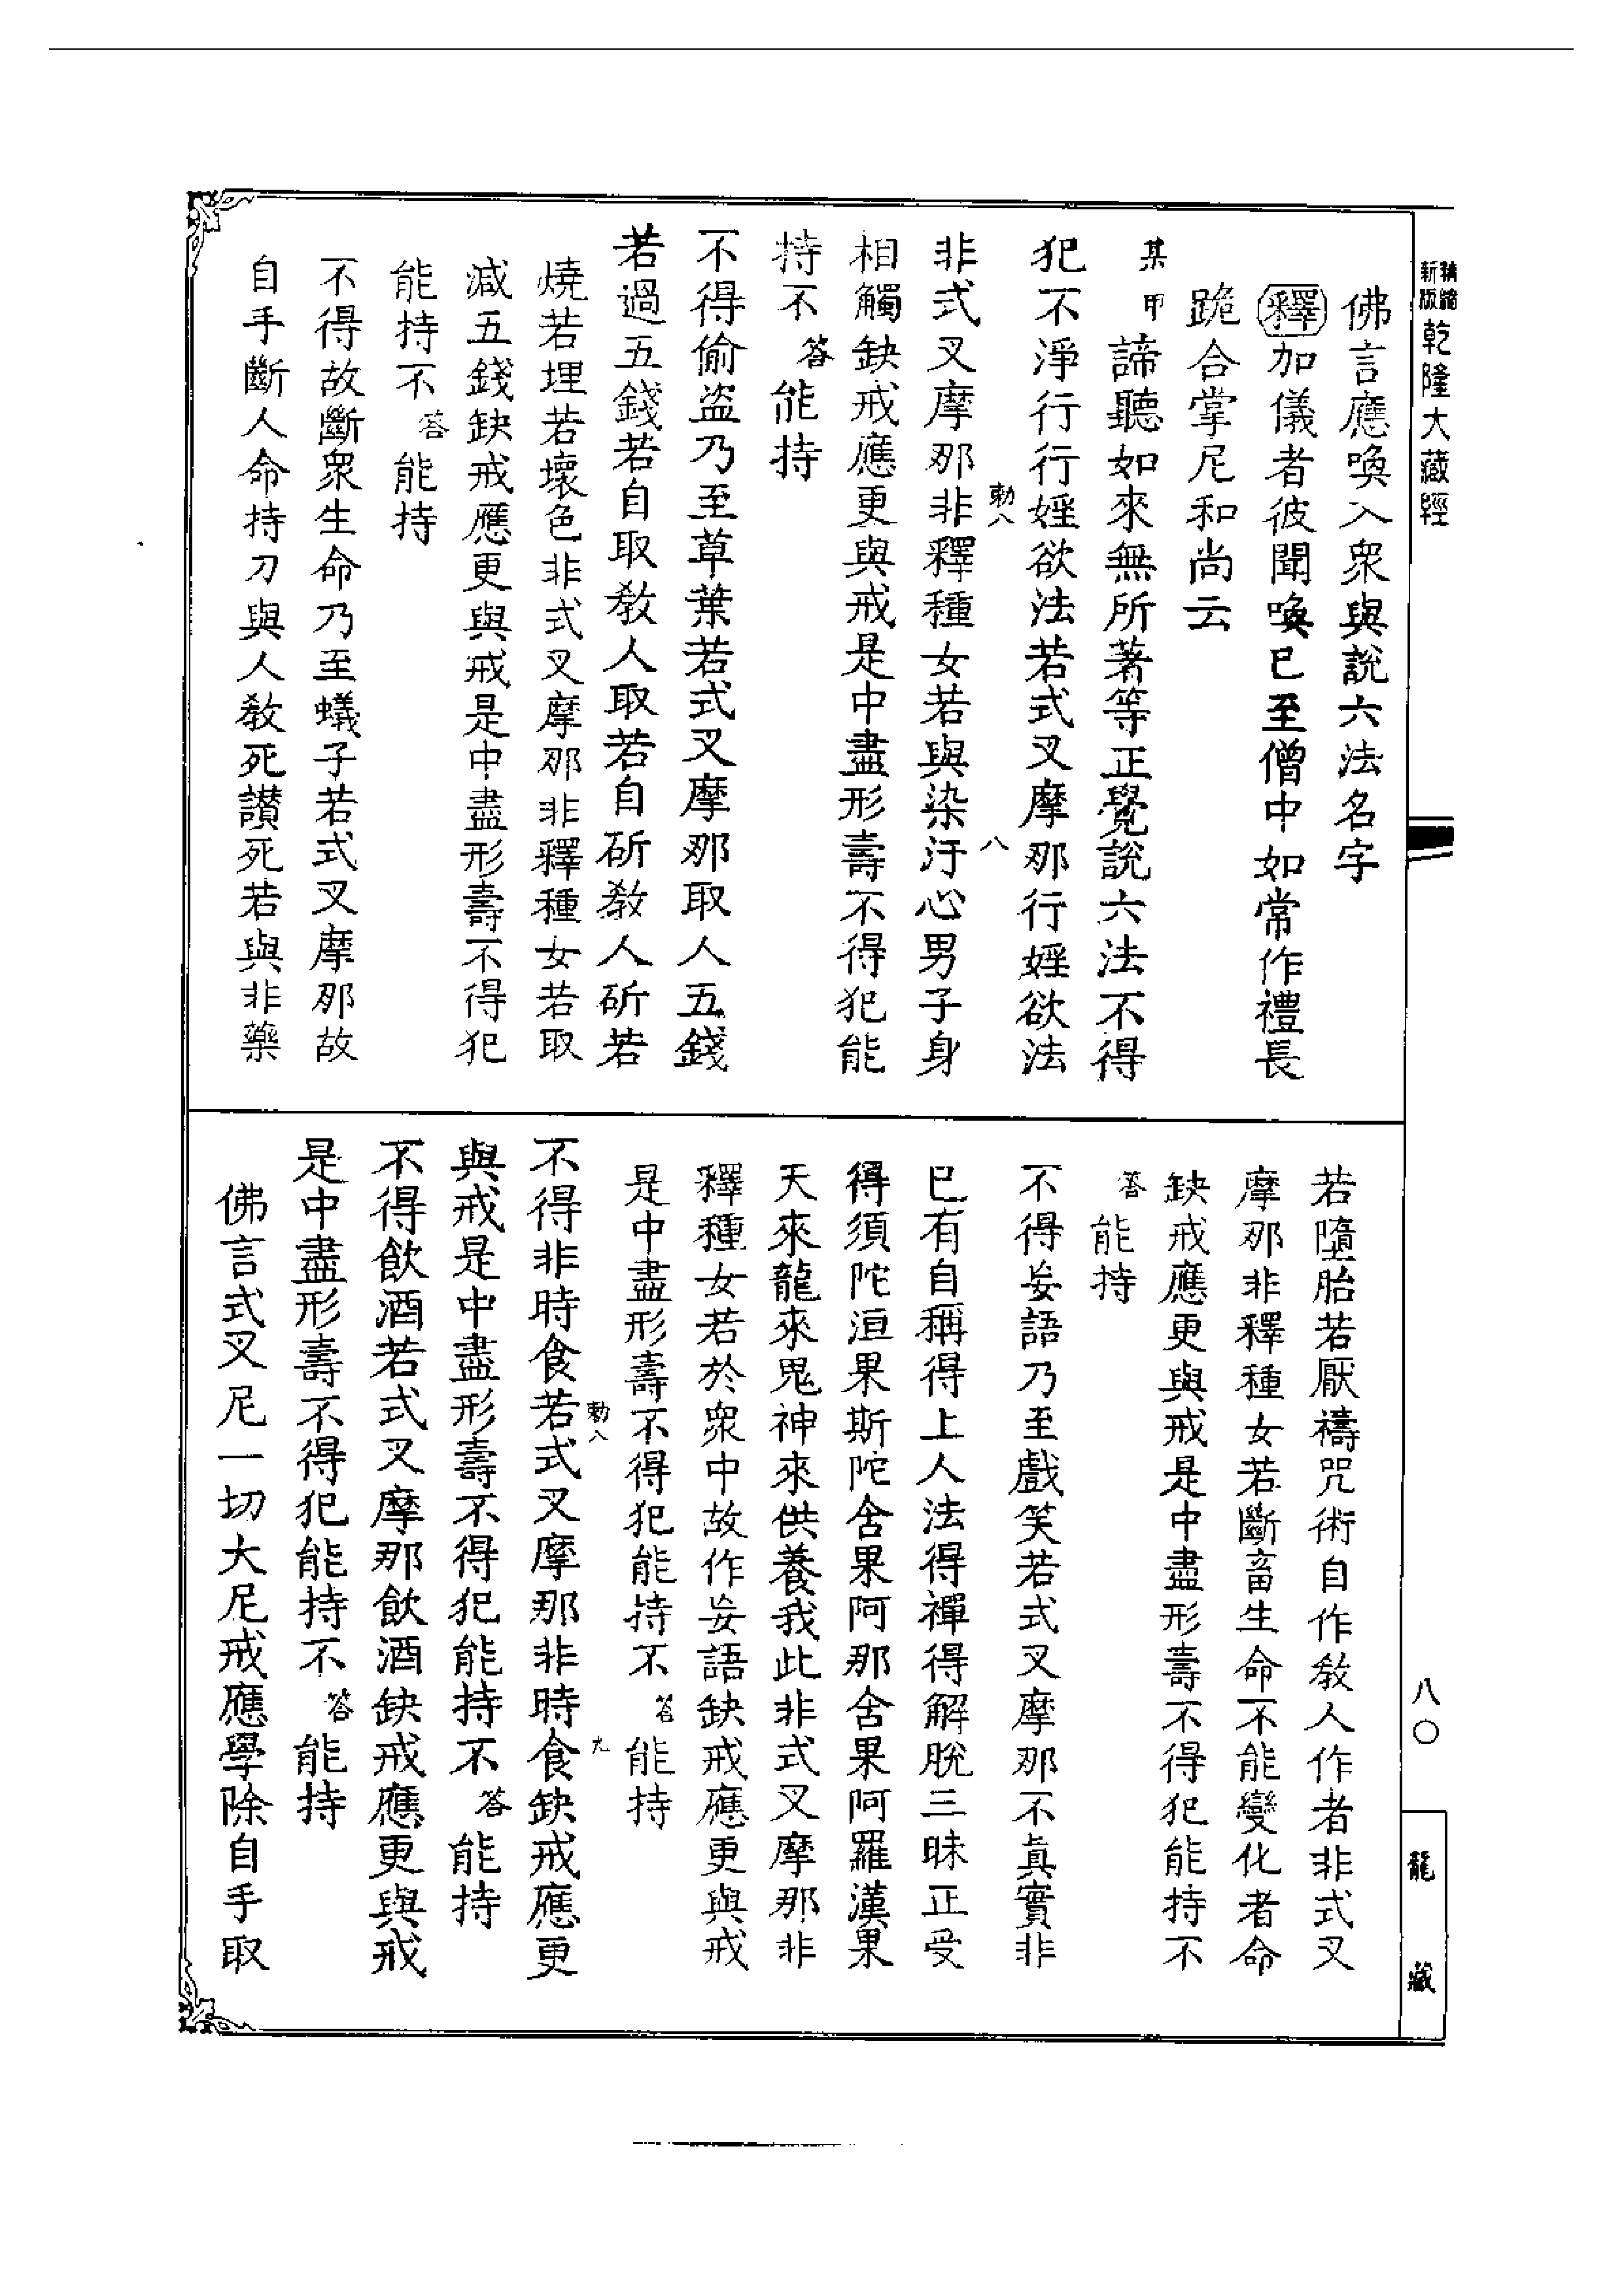 精縮
新版
乾隆大藏經
佛言應喚入衆與說六法名字
釋加儀者彼聞喚已至僧中如常作禮長
跪合掌尼和尚云
某甲諦聽如來無所著等正覺說六法不得
犯不淨行行婬欲法若式叉摩那行婬欲法
勅八
八
非式叉摩那非釋種女若與染汙心男子身
相觸缺戒應更與戒是中盡形壽不得犯能
持不答能持
不得偷盜乃至草葉若式叉摩那取人五錢
若過五錢若自取教人取若自斫教人斫若
燒若埋若壞色非式叉摩那非釋種女若取
減五錢缺戒應更與戒是中盡形壽不得犯
能持不答能持
不得故斷衆生命乃至蟻子若式叉摩那故
自手斷人命持刀與人教死讃死若與非藥
若墮胎若厭禱咒術自作教人作者非式叉
摩那非釋種女若斷畜生命不能變化者命
缺戒應更與戒是中盡形壽不得犯能持不
答能持
不得妄語乃至戲笑若式叉摩那不真實非
已有自稱得上人法得禪得解脫三昧正受
得須陀洹果斯陀含果阿那含果阿羅漢果
天來龍來鬼神來供養我此非式叉摩那非
釋種女若於衆中故作妄語缺戒應更與戒
是中盡形壽不得犯能持不答能持
勅八
九
不得非時食若式叉摩那非時食缺戒應更
與戒是中盡形壽不得犯能持不答能持
不得飲酒若式叉摩那飲酒缺戒應更與戒
是中盡形壽不得犯能持不答能持
佛言式叉尼一切大尼戒應學除自手取
八〇
龍藏